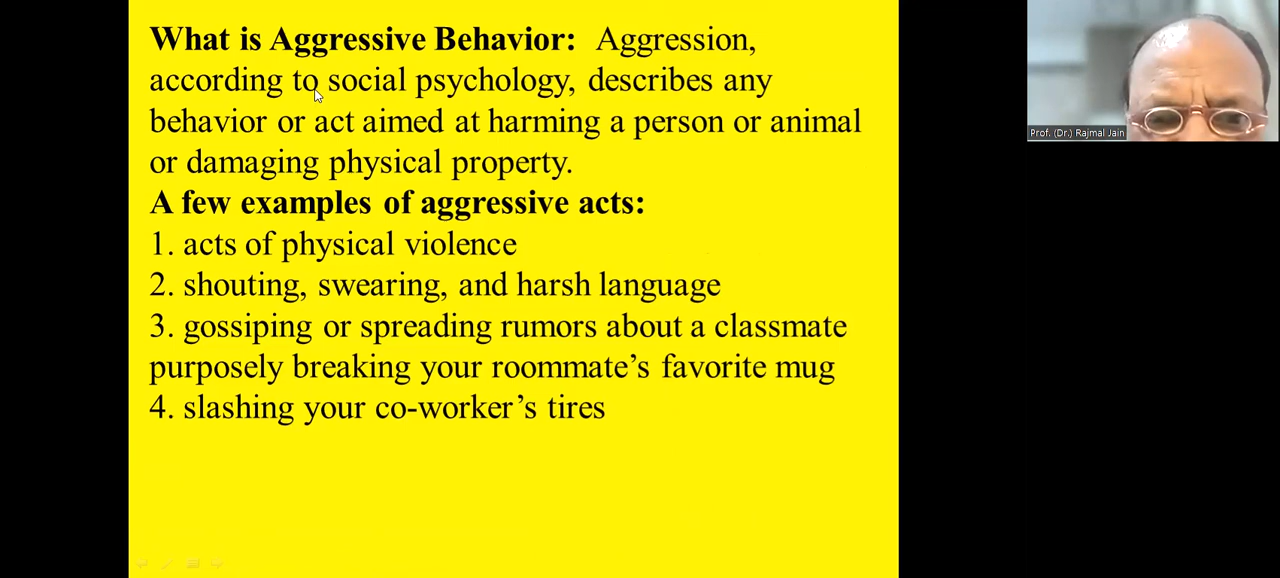 What is Aggressive Behavior: Aggression,
according to social psychology, describes any
behavior or act aimed at harming a person or animal
or damaging physical property.
A few examples of aggressive acts:
1. acts of physical violence
2. shouting, swearing, and harsh language
3. gossiping or spreading rumors about a classmate
purposely breaking your roommate’s favorite mug
4. slashing your co-worker’s tires
Prof. (Dr.) Rajmal Jain